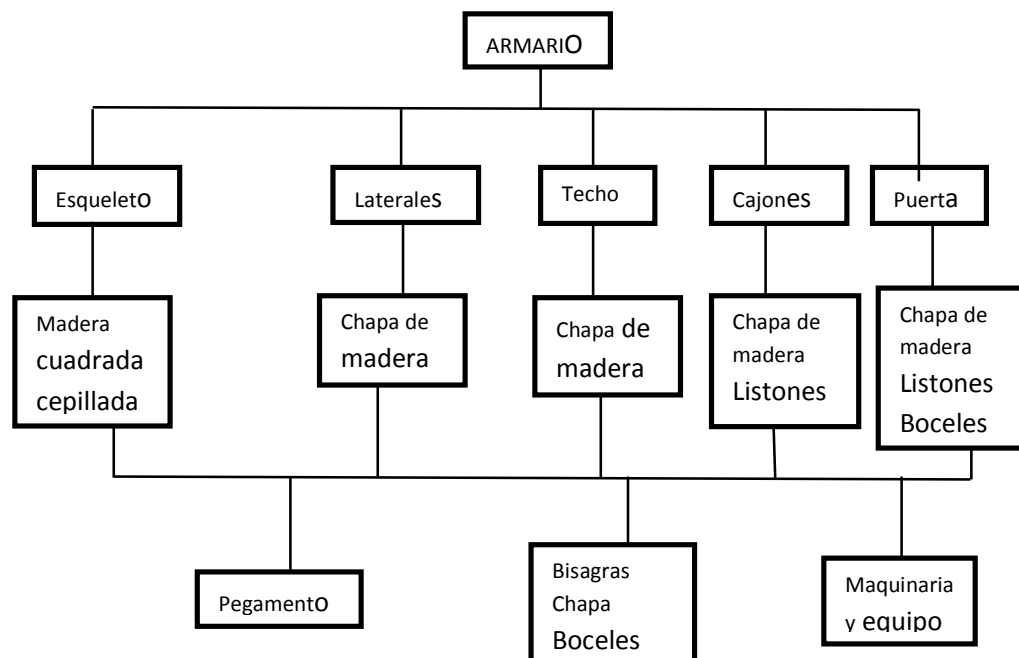 ARMARIO
Esqueleto
Laterales
Techo
Cajones
Puerta
Madera
cuadrada
cepillada
Chapa de
madera
Chapa de
madera
Chapa de
madera
Listones
Chapa de
madera
Listones
Boceles
Pegamento
Bisagras
Chapa
Boceles
Maquinaria
y equipo